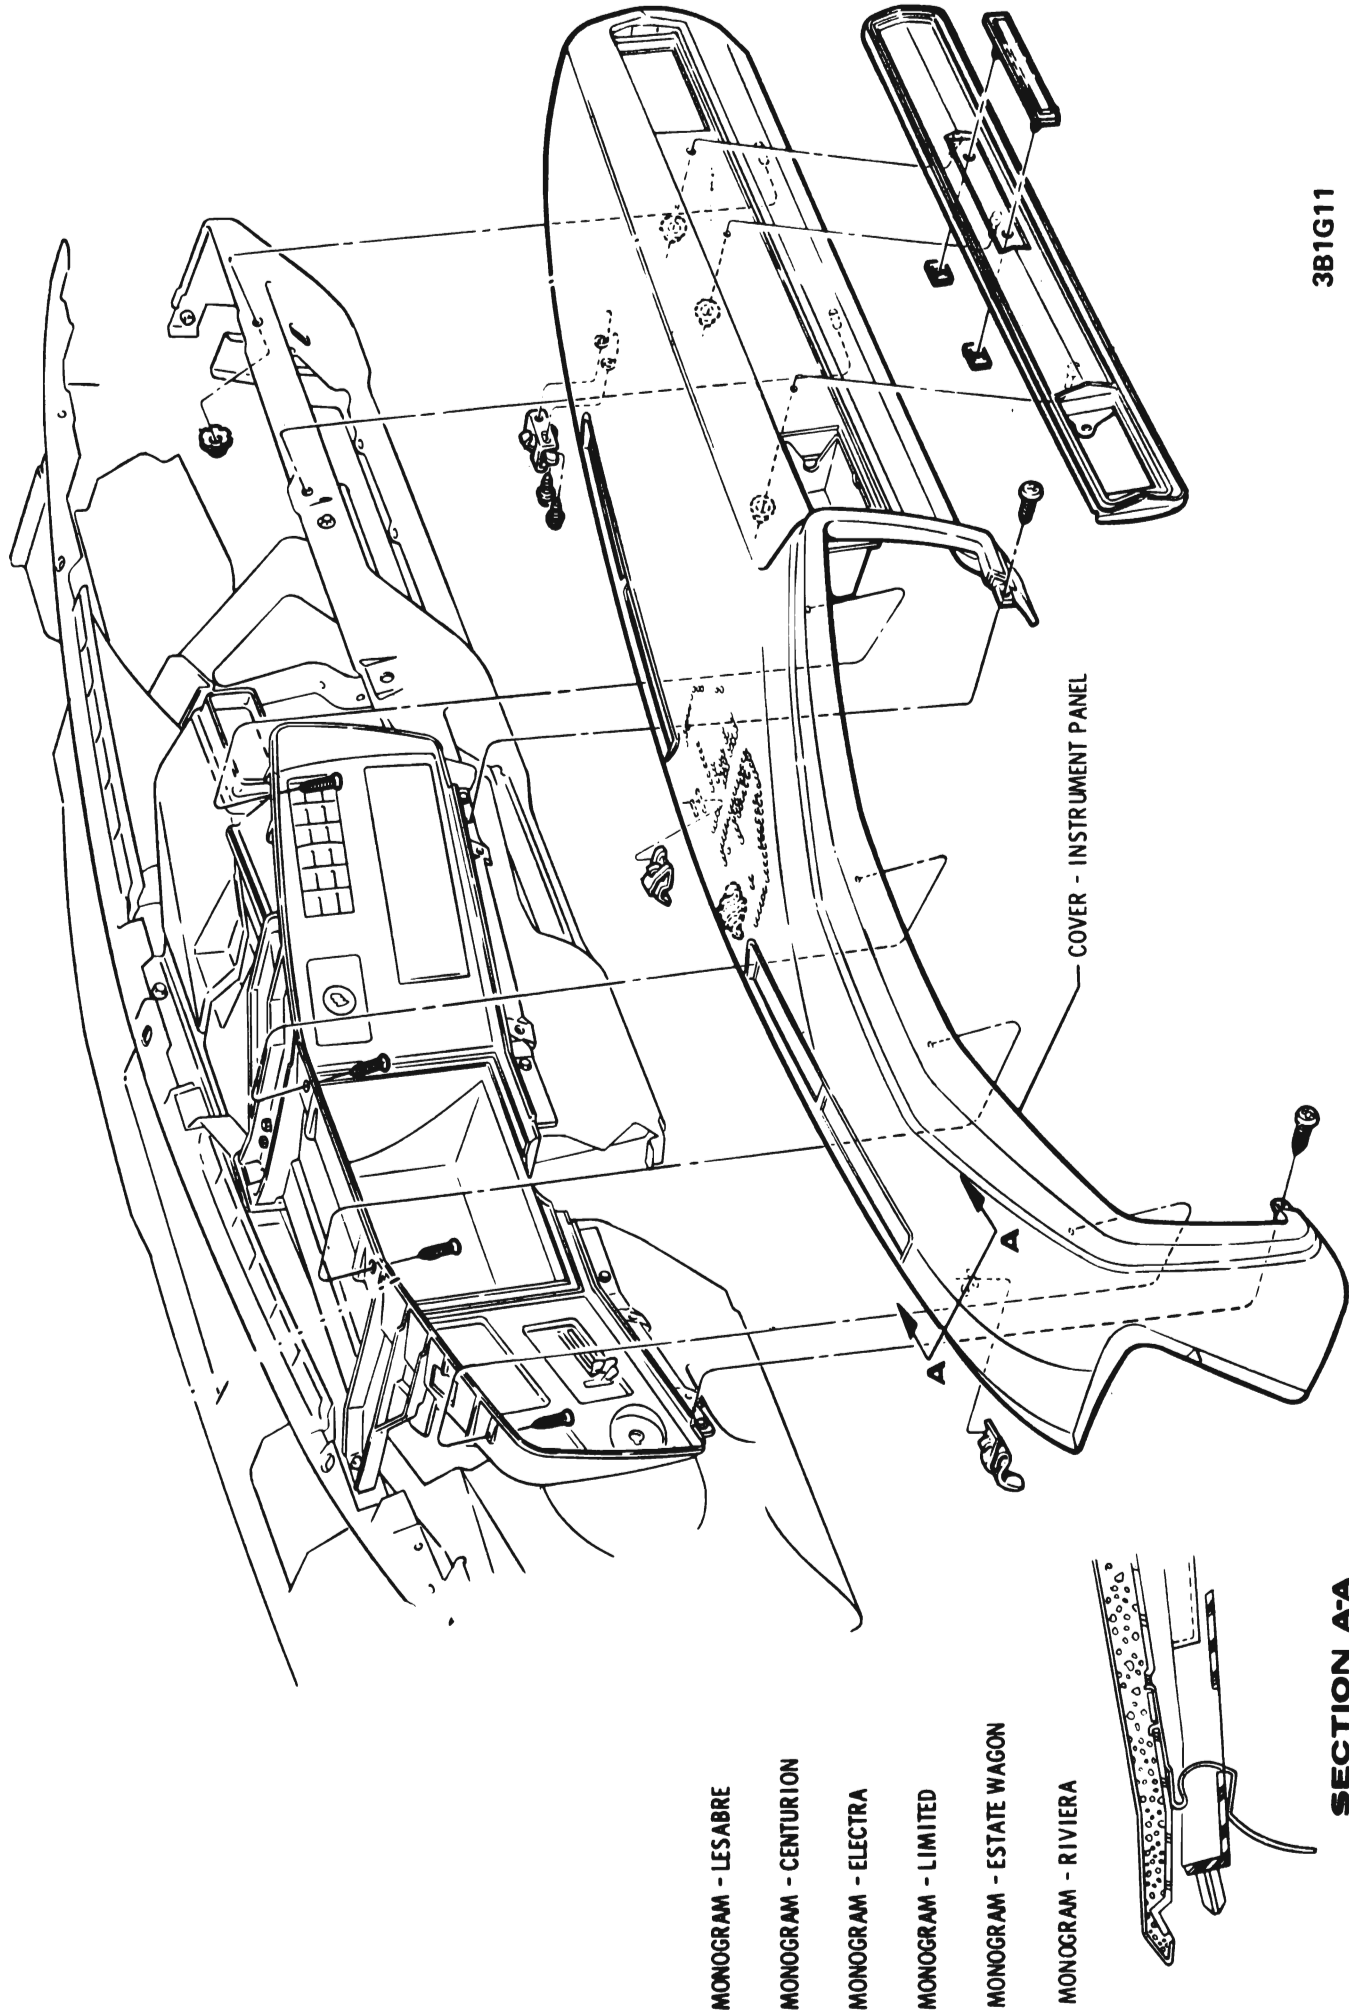 3B1G11
COVER - INSTRUMENT PANEL
A
A
MONOGRAM - LESABRE
MONOGRAM - CENTURION
MONOGRAM - ELECTRA
MONOGRAM - LIMITED
MONOGRAM - ESTATE WAGON
MONOGRAM - RIVIERA
SECTION A-A